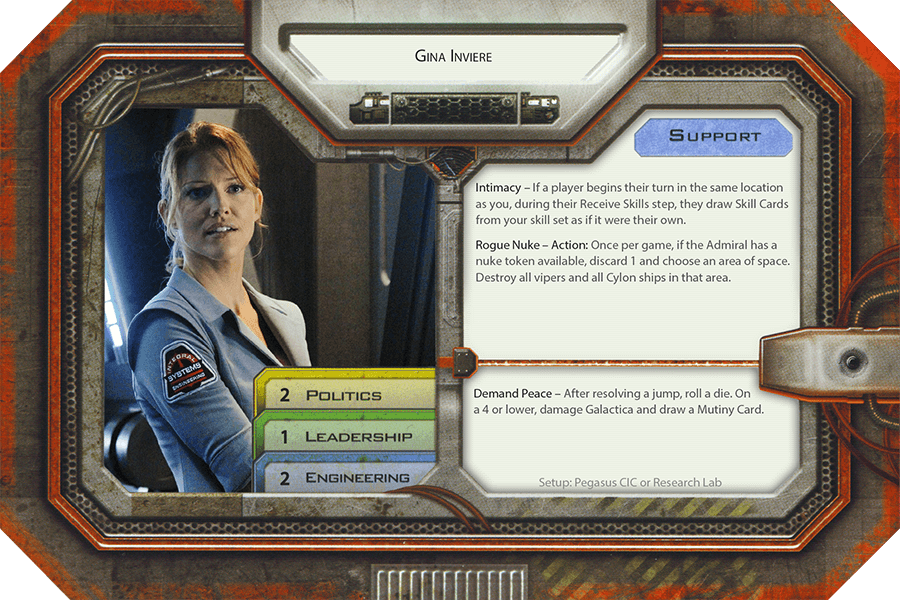 Gina Inviere
Support
Intimacy – If a player begins their turn in the same location
as you, during their Receive Skills step, they draw Skill Cards
from your skill set as if it were their own.
Rogue Nuke – Action: Once per game, if the Admiral has a
nuke token available, discard 1 and choose an area of space.
Destroy all vipers and all Cylon ships in that area.
INTEGRAL
SYSTEMS
ENGINEERING
2 Politics
1 Leadership
2 Engineering
Demand Peace – After resolving a jump, roll a die. On
a 4 or lower, damage Galactica and draw a Mutiny Card.
Setup: Pegasus CIC or Research Lab